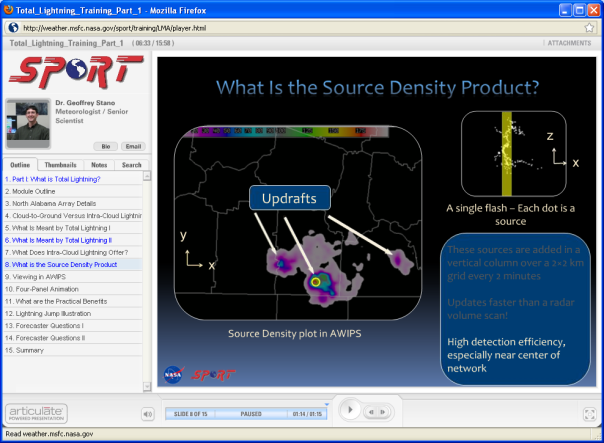 Total_Lightning_Training_Part_1 - Mozilla Firefox
http://weather.msfc.nasa.gov/sport/training/LMA/player.html
Total_Lightning_Training_Part_1 ( 06:33 / 15:58 )
ATTACHMENTS
SPoRT
Dr. Geoffrey Stano
Meteorologist / Senior
Scientist
Bio
Email
Outline
Thumbnails
Notes
Search
1. Part I: What is Total Lightning?
2. Module Outline
3. North Alabama Array Details
4. Cloud-to-Ground Versus Intra-Cloud Lightnin
5. What Is Meant by Total Lightning I
6. What Is Meant by Total Lightning II
7. What Does Intra-Cloud Lightning Offer?
8. What is the Source Density Product
9. Viewing in AWIPS
10. Four-Panel Animation
11. What are the Practical Benefits
12. Lightning Jump Illustration
13. Forecaster Questions I
14. Forecaster Questions II
15. Summary
What Is the Source Density Product?
Updrafts
y
x
z
x
Source Density plot in AWIPS
A single flash – Each dot is a
source
These sources are added in a
vertical column over a 2×2 km
grid every 2 minutes
Updates faster than a radar
volume scan!
High detection efficiency,
especially near center of
network
NASA
SPoRT
articulate
POWERED PRESENTATION
SLIDE 8 OF 15
PAUSED
01:14 / 01:15
Read weather.msfc.nasa.gov